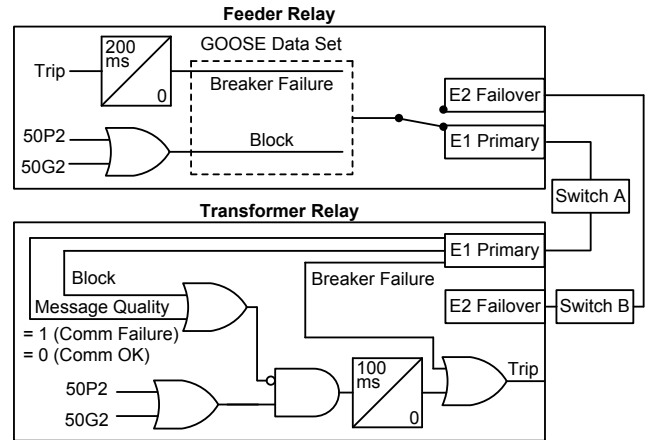 Feeder Relay
200 ms
0
GOOSE Data Set
Trip
Breaker Failure
E2 Failover
50P2
50G2
Block
E1 Primary
Switch A
Transformer Relay
E1 Primary
Block
Breaker Failure
Message Quality
= 1 (Comm Failure)
= 0 (Comm OK)
E2 Failover
Switch B
100 ms
0
Trip
50P2
50G2